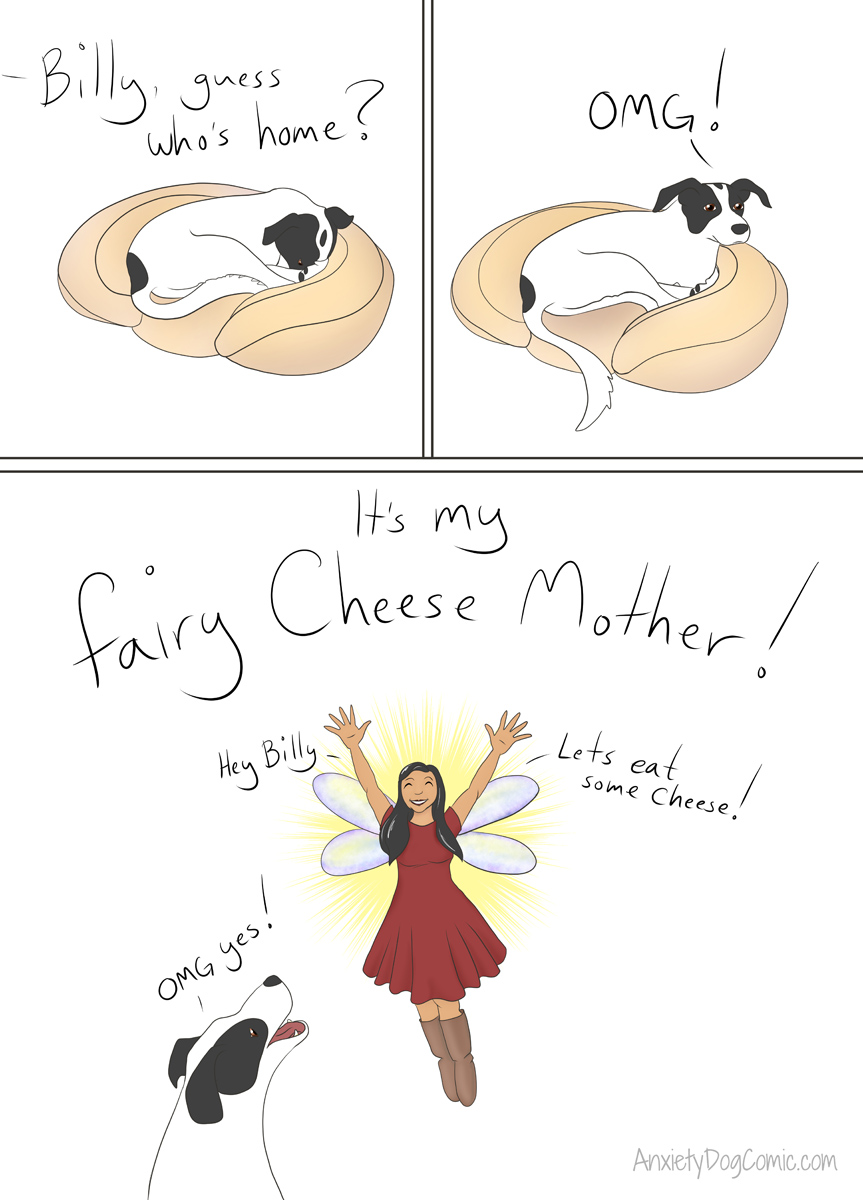 Billy, guess
who's home?
OMG!
It's my
fairy Cheese Mother!
Hey Billy
Lets eat
some Cheese!
OMG yes!
AnxietyDogComic.com